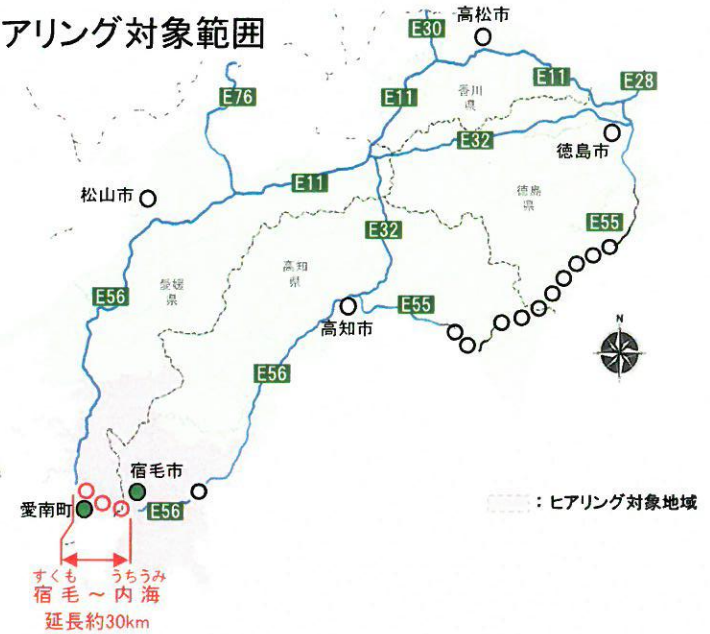 アリング対象範囲
高松市
E30
E11
E28
E76
E11
香川
県
E32
徳島市
松山市
E11
徳島
県
E55
E32
愛媛
県
高知
県
E56
高知市
E55
E56
宿毛市
愛南町
E56
N
：ヒアリング対象地域
すくも うちうみ
宿毛～内海
延長約30km